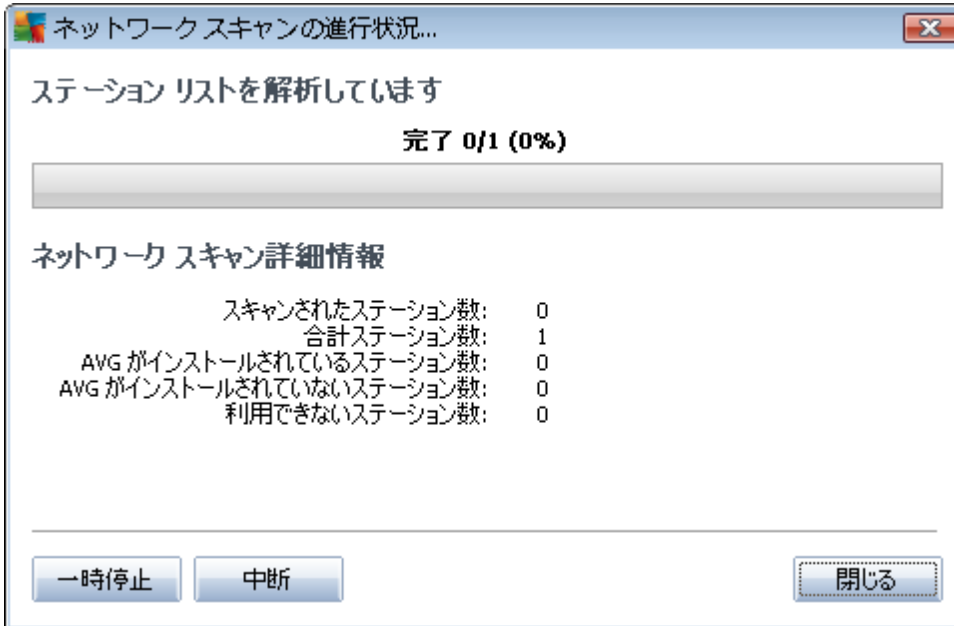 ネットワーク スキャンの進行状況...
ステーション リストを解析しています
完了 0/1 (0%)
ネットワーク スキャン詳細情報
スキャンされたステーション数: 0
合計ステーション数: 1
AVG がインストールされているステーション数: 0
AVG がインストールされていないステーション数: 0
利用できないステーション数: 0
一時停止 中断 閉じる